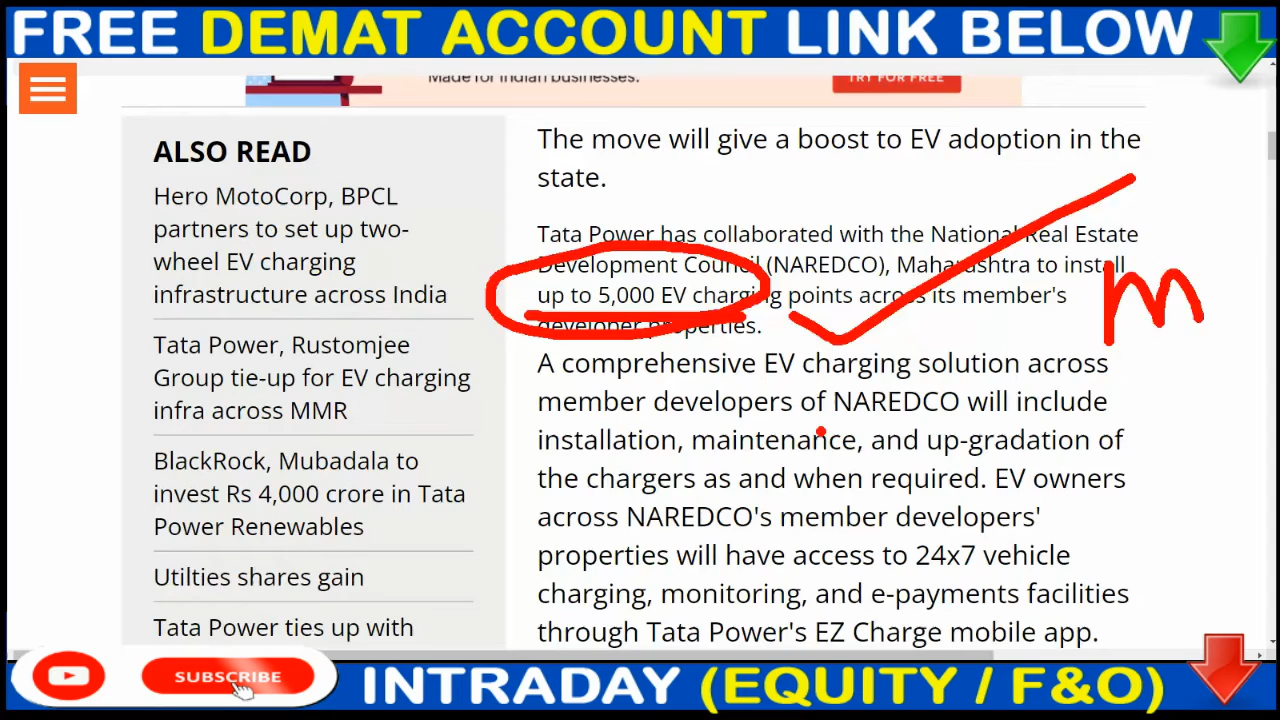 FREE DEMAT ACCOUNT LINK BELOW
Made for Indian businesses.
TRY FOR FREE
ALSO READ
Hero MotoCorp, BPCL
partners to set up two-
wheel EV charging
infrastructure across India
Tata Power, Rustomjee
Group tie-up for EV charging
infra across MMR
BlackRock, Mubadala to
invest Rs 4,000 crore in Tata
Power Renewables
Utilties shares gain
Tata Power ties up with
The move will give a boost to EV adoption in the
state.
Tata Power has collaborated with the National Real Estate
Development Council (NAREDCO), Maharashtra to install
up to 5,000 EV charging points across its member's
developer properties.
m
A comprehensive EV charging solution across
member developers of NAREDCO will include
installation, maintenance, and up-gradation of
the chargers as and when required. EV owners
across NAREDCO's member developers'
properties will have access to 24x7 vehicle
charging, monitoring, and e-payments facilities
through Tata Power's EZ Charge mobile app.
SUBSCRIBE
INTRADAY (EQUITY / F&O)